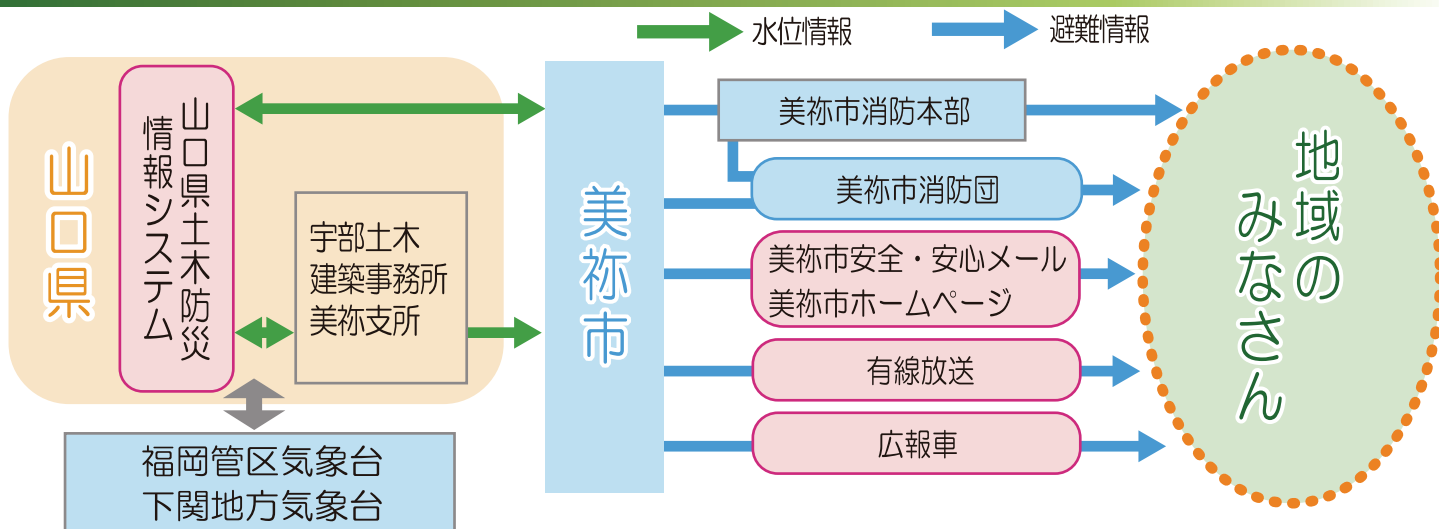 水位情報
避難情報
山口県
山口県土木防災
情報システム
宇部土木
建築事務所
美祢支所
福岡管区気象台
下関地方気象台
美祢市
美祢市消防本部
美祢市消防団
美祢市安全・安心メール
美祢市ホームページ
有線放送
広報車
地域の
みなさん